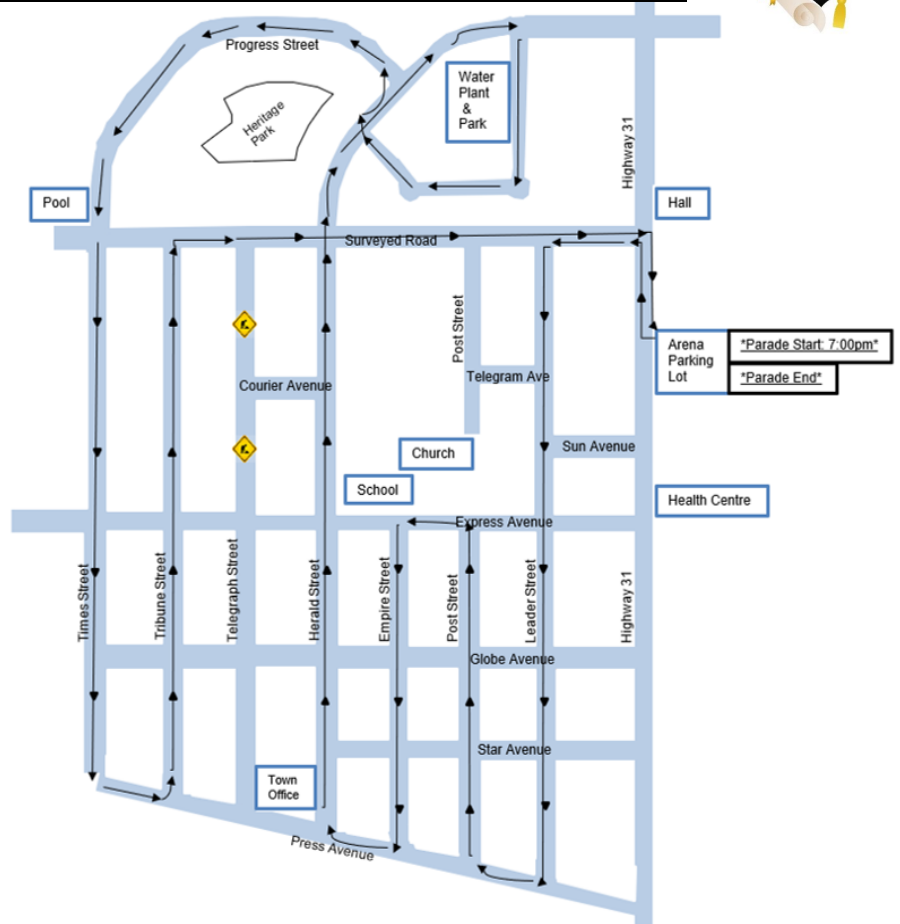 Progress Street
Heritage
Park
Water
Plant
&
Park
Highway 31
Pool
Hall
Surveyed Road
Post Street
Arena
Parking
Lot
*Parade Start: 7:00pm*
*Parade End*
Courier Avenue
Telegram Ave
Sun Avenue
Church
School
Health Centre
Express Avenue
Times Street
Tribune Street
Telegraph Street
Herald Street
Empire Street
Post Street
Leader Street
Highway 31
Globe Avenue
Star Avenue
Town
Office
Press Avenue